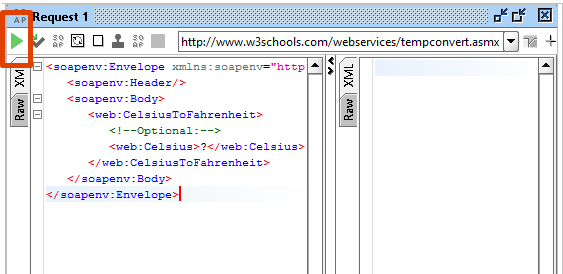 Request 1
http://www.w3schools.com/webservices/tempconvert.asmx
XML
Raw
<soapenv:Envelope xmlns:soapenv="http
<soapenv:Header/>
<soapenv:Body>
<web:CelsiusToFahrenheit>
<!--Optional:-->
<web:Celsius>?</web:Celsius>
</web:CelsiusToFahrenheit>
</soapenv:Body>
</soapenv:Envelope>
XML
Raw